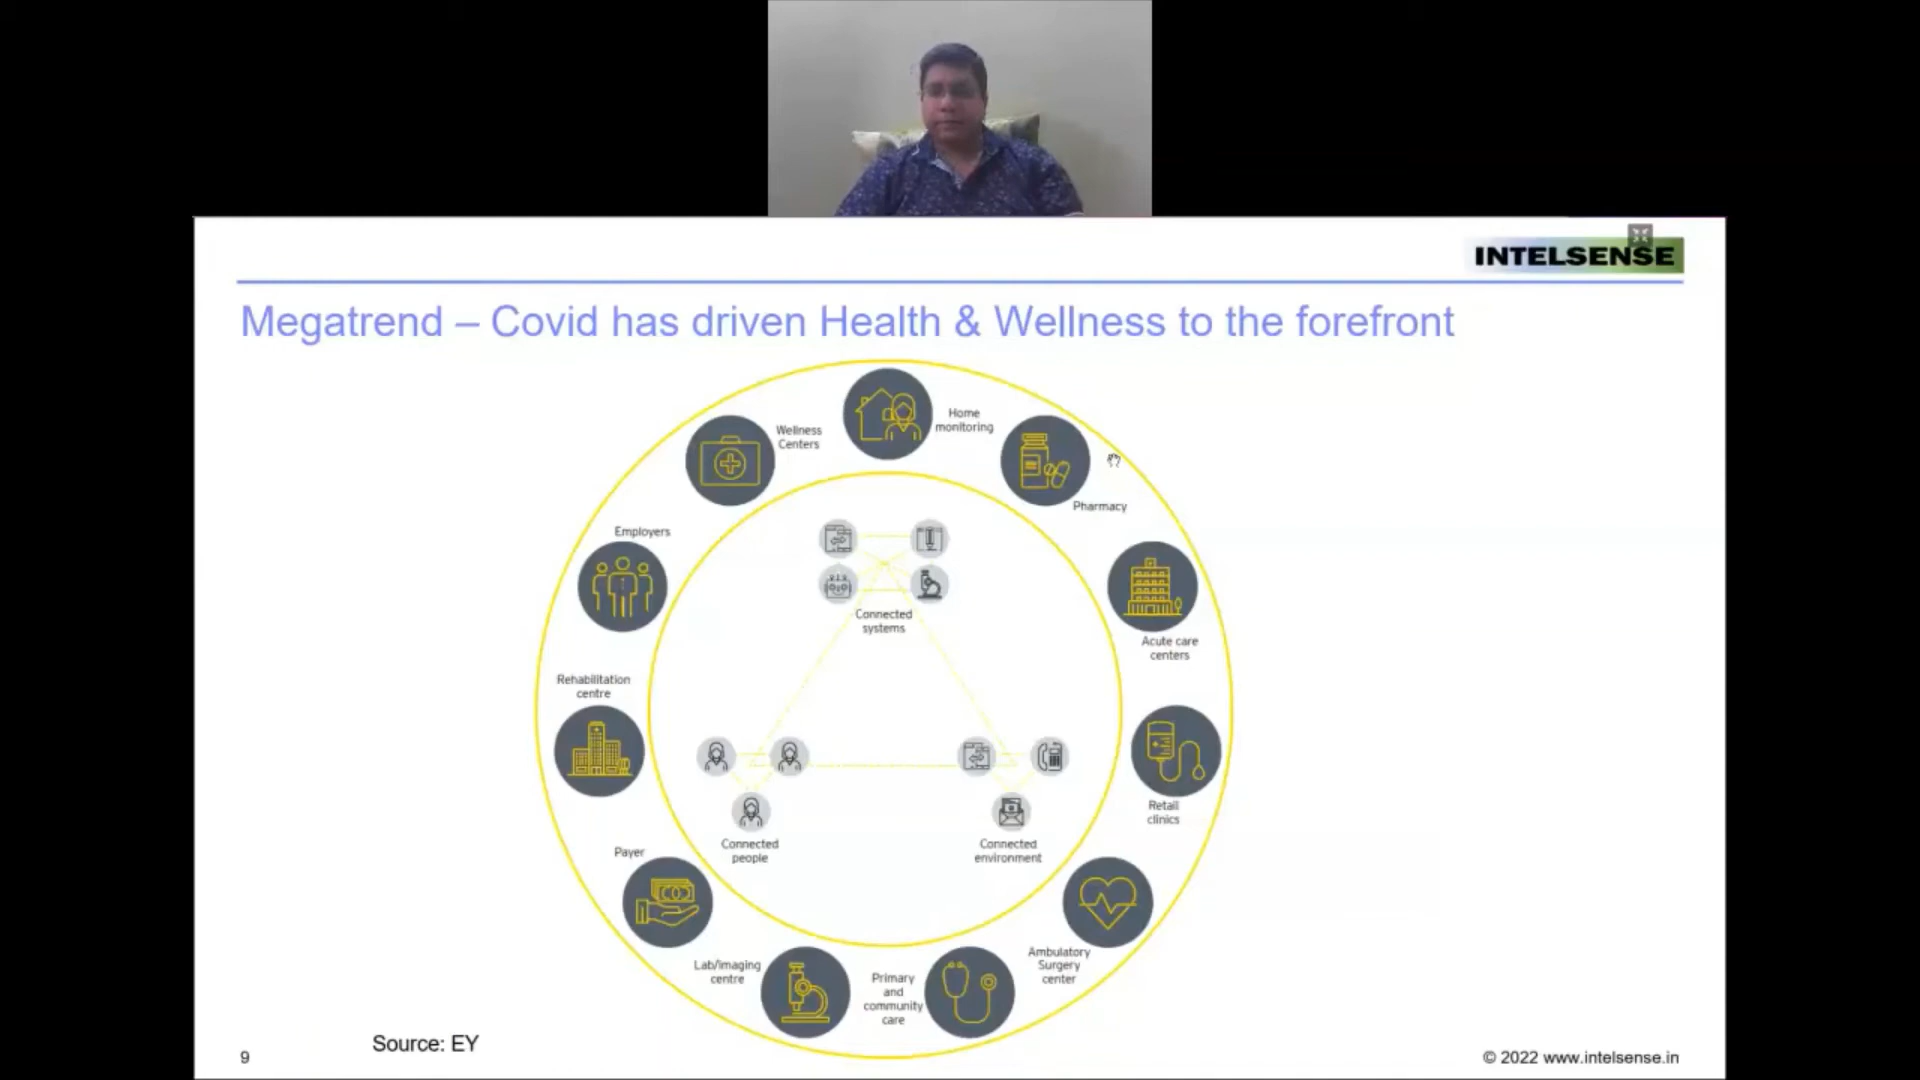 INTELSENSE
Megatrend – Covid has driven Health & Wellness to the forefront
Home
monitoring
Wellness
Centers
Pharmacy
Employers
Connected
systems
Acute care
centers
Rehabilitation
centre
Retail
clinics
Connected
people
Connected
environment
Payer
Lab/imaging
centre
Primary
and
community
care
Ambulatory
Surgery
center
Source: EY
9
© 2022 www.intelsense.in